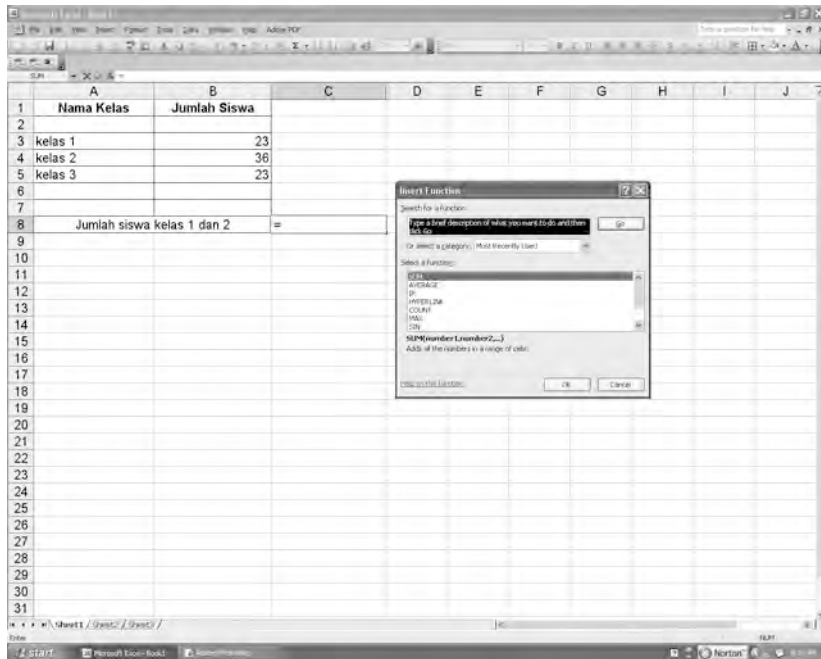 Adobe PDF
SUM
A B C D E F G H I J
1 Nama Kelas Jumlah Siswa
2
3 kelas 1 23
4 kelas 2 36
5 kelas 3 23
6
7
8 Jumlah siswa kelas 1 dan 2 =
9
10
11
12
13
14
15
16
17
18
19
20
21
22
23
24
25
26
27
28
29
30
31
Insert Function
Search for a function:
Type a brief description of what you want to do and then
click Go
Go
Or select a category: Most Recently Used
Select a function:
SUM
AVERAGE
IF
HYPERLINK
COUNT
MAX
SIN
SUM(number1,number2,...)
Adds all the numbers in a range of cells.
Help on this function
OK Cancel
Sheet1 / Sheet2 / Sheet3 /
Enter NUM
start Microsoft Excel - Book1 Norton